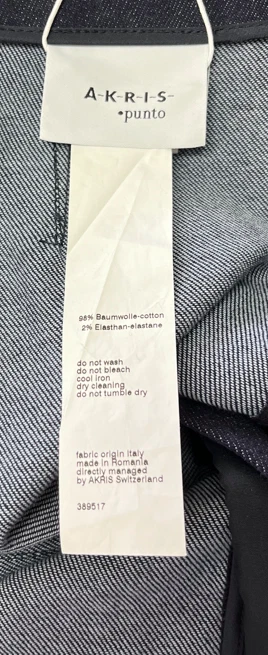 A-K-R-I-S-
•punto
98% Baumwolle-cotton
2% Elasthan-elastane
do not wash
do not bleach
cool iron
dry cleaning
do not tumble dry
fabric origin Italy
made in Romania
directly managed
by AKRIS Switzerland
389517